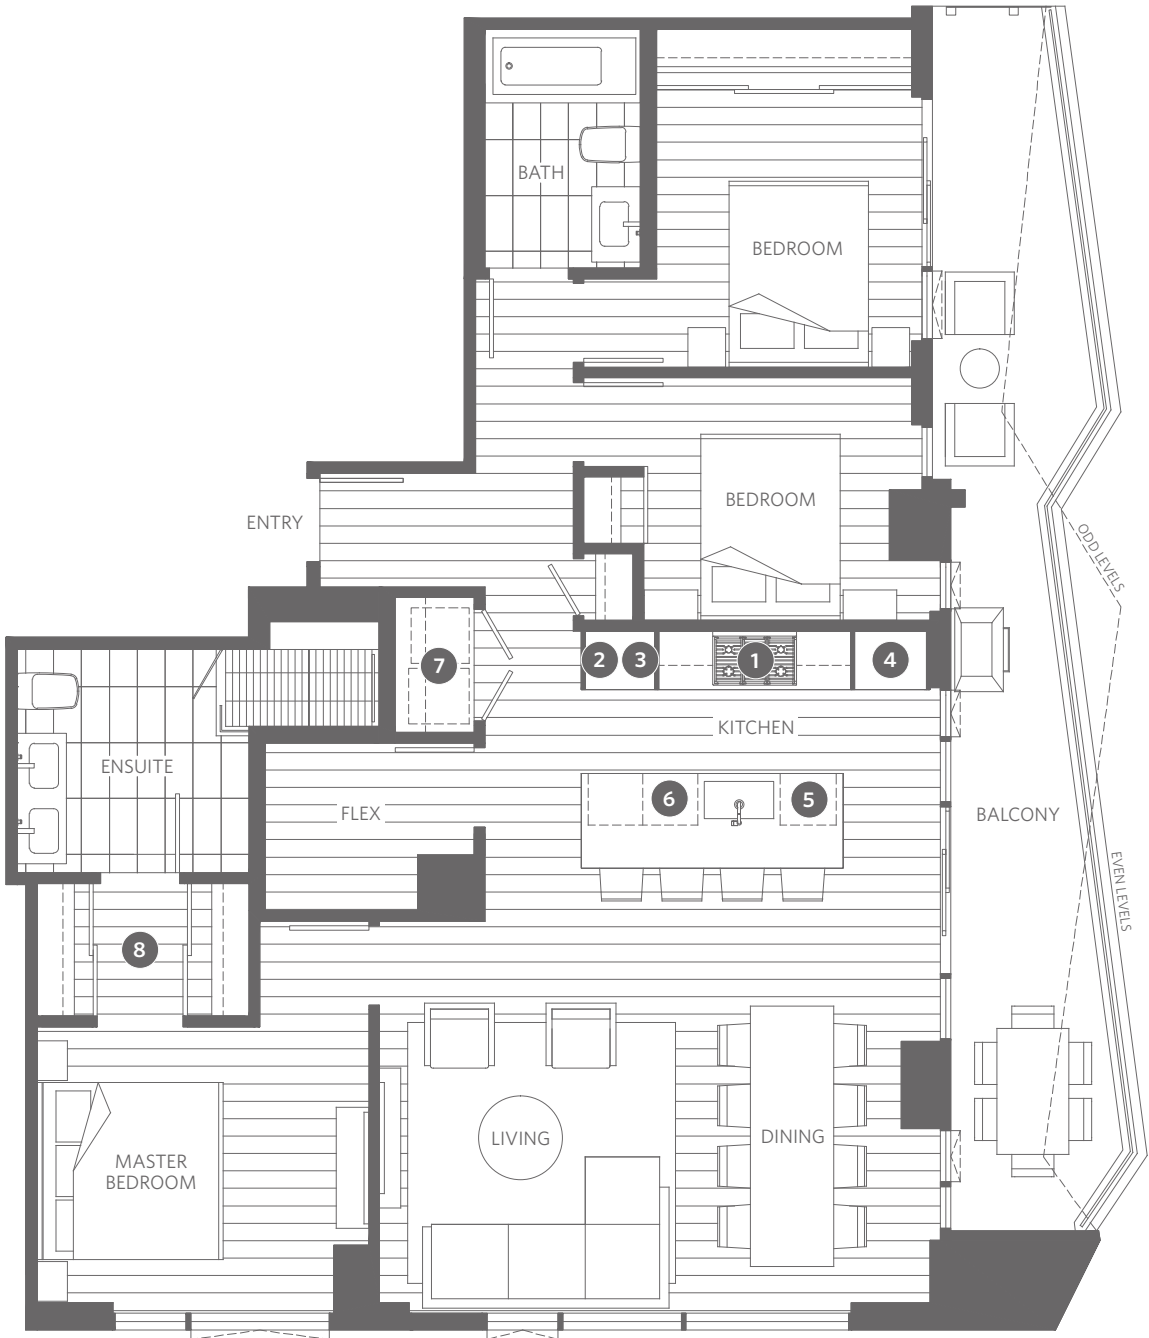 BATH
BEDROOM
BEDROOM
ENTRY
ODD LEVELS
7
2
3
1
4
KITCHEN
ENSUITE
6
5
FLEX
BALCONY
EVEN LEVELS
8
LIVING
DINING
MASTER
BEDROOM